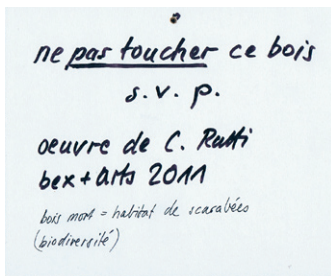 ne pas toucher ce bois
s.v.p.
oeuvre de C. Rutti
bex + arts 2011
bois mort = habitat de scarabées
(biodiversité)